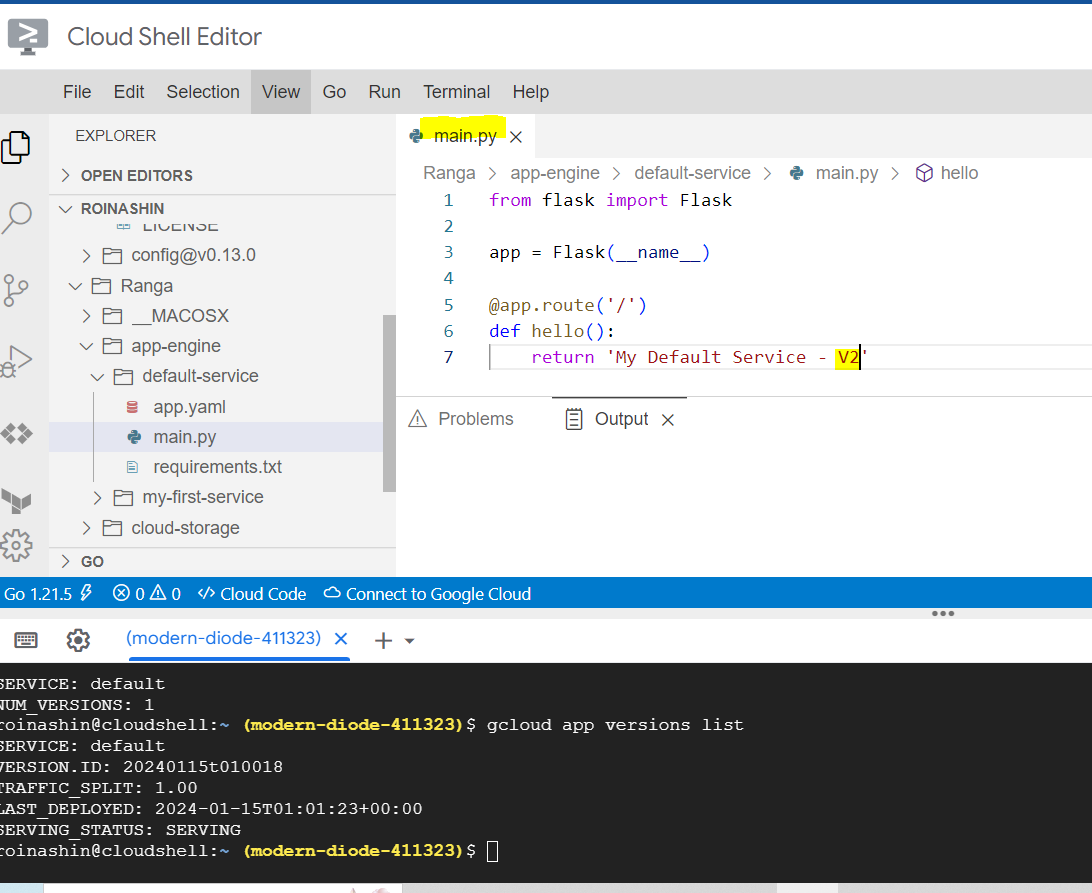 Cloud Shell Editor
File Edit Selection View Go Run Terminal Help
EXPLORER
OPEN EDITORS
ROINASHIN
LICENSE
config@v0.13.0
Ranga
__MACOSX
app-engine
default-service
app.yaml
main.py
requirements.txt
my-first-service
cloud-storage
GO
main.py
Ranga app-engine default-service main.py hello
1 from flask import Flask
2
3 app = Flask(__name__)
4
5 @app.route('/')
6 def hello():
7 return 'My Default Service - V2'
Problems Output
Go 1.21.5 0 0 Cloud Code Connect to Google Cloud
(modern-diode-411323)
SERVICE: default
NUM_VERSIONS: 1
roinashin@cloudshell:~ (modern-diode-411323)$ gcloud app versions list
SERVICE: default
VERSION.ID: 20240115t010018
TRAFFIC_SPLIT: 1.00
LAST_DEPLOYED: 2024-01-15T01:01:23+00:00
SERVING_STATUS: SERVING
roinashin@cloudshell:~ (modern-diode-411323)$